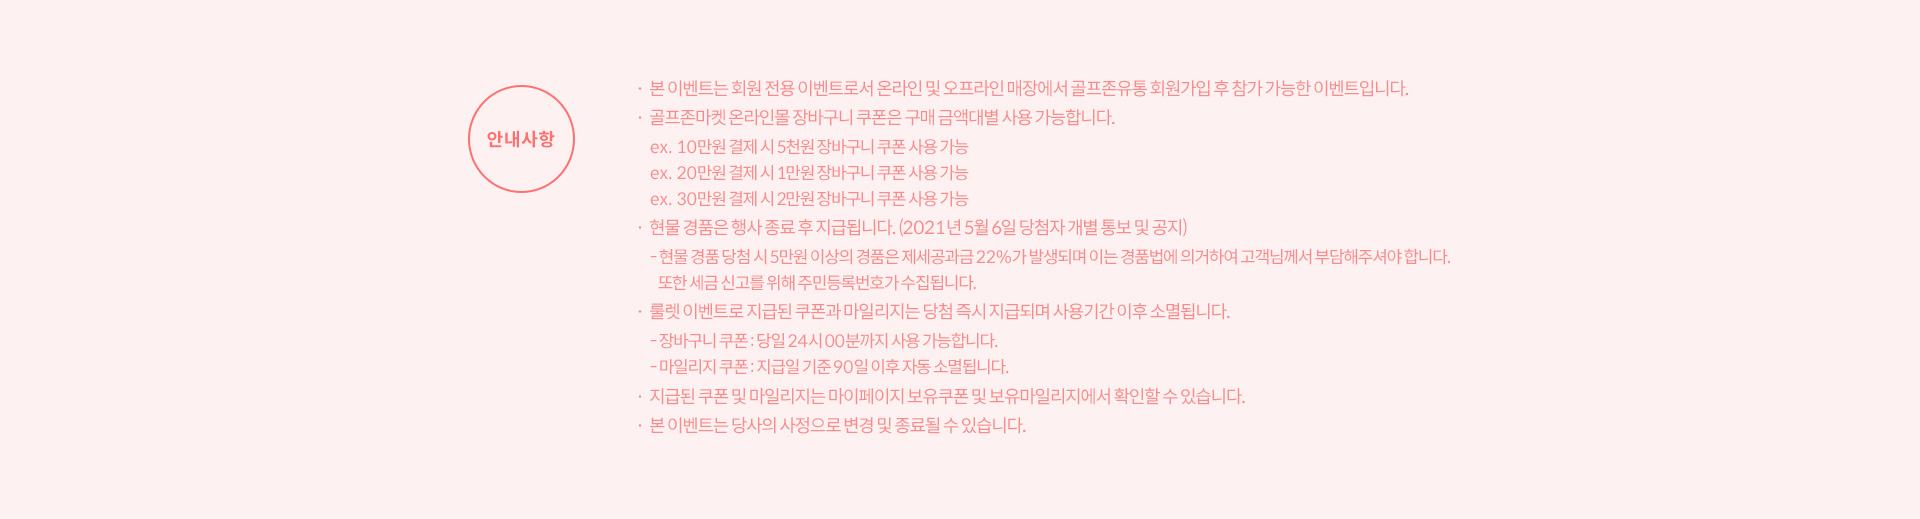 안내사항
· 본 이벤트는 회원 전용 이벤트로서 온라인 및 오프라인 매장에서 골프존유통 회원가입 후 참가 가능한 이벤트입니다.
· 골프존마켓 온라인몰 장바구니 쿠폰은 구매 금액대별 사용 가능합니다.
ex. 10만원 결제 시 5천원 장바구니 쿠폰 사용 가능
ex. 20만원 결제 시 1만원 장바구니 쿠폰 사용 가능
ex. 30만원 결제 시 2만원 장바구니 쿠폰 사용 가능
· 현물 경품은 행사 종료 후 지급됩니다. (2021년 5월 6일 당첨자 개별 통보 및 공지)
- 현물 경품 당첨 시 5만원 이상의 경품은 제세공과금 22%가 발생되며 이는 경품법에 의거하여 고객님께서 부담해주셔야 합니다.
또한 세금 신고를 위해 주민등록번호가 수집됩니다.
· 룰렛 이벤트로 지급된 쿠폰과 마일리지는 당첨 즉시 지급되며 사용기간 이후 소멸됩니다.
- 장바구니 쿠폰 : 당일 24시 00분까지 사용 가능합니다.
- 마일리지 쿠폰 : 지급일 기준 90일 이후 자동 소멸됩니다.
· 지급된 쿠폰 및 마일리지는 마이페이지 보유쿠폰 및 보유마일리지에서 확인할 수 있습니다.
· 본 이벤트는 당사의 사정으로 변경 및 종료될 수 있습니다.